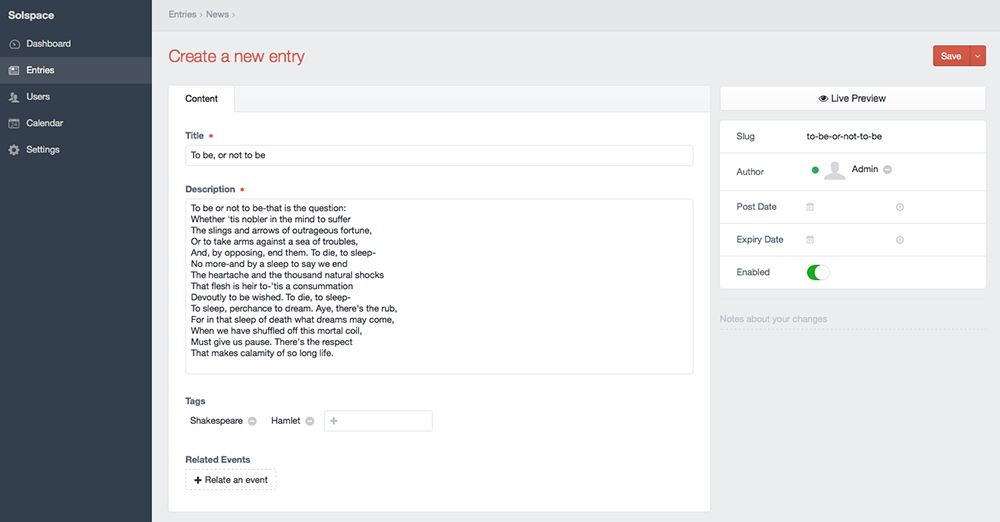 Solspace
Dashboard
Entries
Users
Calendar
Settings
Entries › News ›
Create a new entry
Save
Content
Title *
To be, or not to be
Description *
To be or not to be-that is the question:
Whether 'tis nobler in the mind to suffer
The slings and arrows of outrageous fortune,
Or to take arms against a sea of troubles,
And, by opposing, end them. To die, to sleep-
No more-and by a sleep to say we end
The heartache and the thousand natural shocks
That flesh is heir to-'tis a consummation
Devoutly to be wished. To die, to sleep-
To sleep, perchance to dream. Aye, there's the rub,
For in that sleep of death what dreams may come,
When we have shuffled off this mortal coil,
Must give us pause. There's the respect
That makes calamity of so long life.
Tags
Shakespeare Hamlet +
Related Events
+ Relate an event
Live Preview
Slug to-be-or-not-to-be
Author Admin
Post Date
Expiry Date
Enabled
Notes about your changes